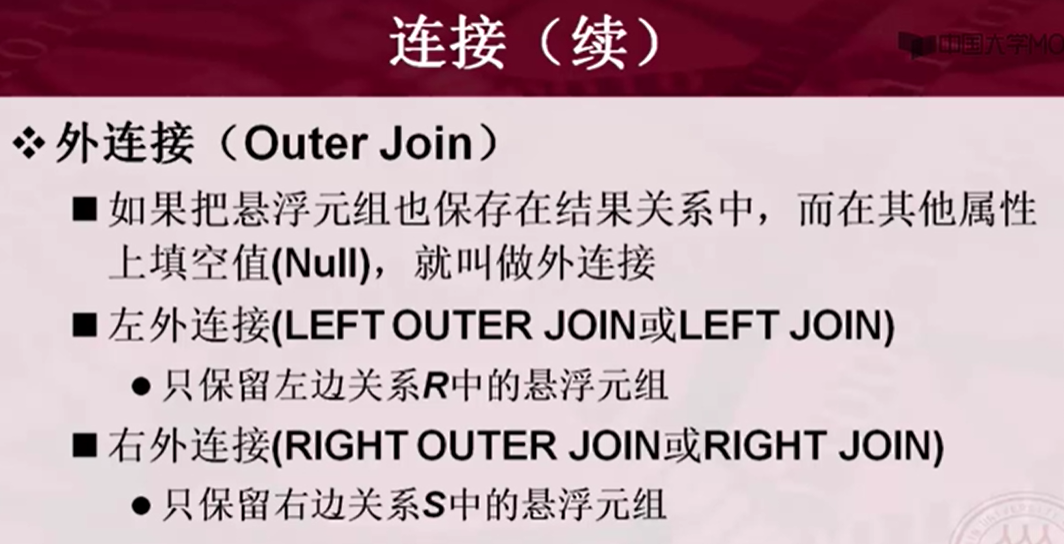 连接（续）
中国大学MO
外连接（Outer Join）
如果把悬浮元组也保存在结果关系中，而在其他属性
上填空值(Null)，就叫做外连接
左外连接(LEFT OUTER JOIN或LEFT JOIN)
只保留左边关系R中的悬浮元组
右外连接(RIGHT OUTER JOIN或RIGHT JOIN)
只保留右边关系S中的悬浮元组